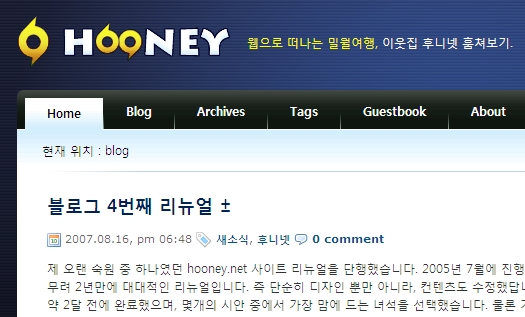 HOONEY 웹으로 떠나는 밀월여행, 이웃집 후니넷 훔쳐보기.
Home Blog Archives Tags Guestbook About
현재 위치 : blog
블로그 4번째 리뉴얼 ±
2007.08.16, pm 06:48 새소식, 후니넷 0 comment
제 오랜 숙원 중 하나였던 hooney.net 사이트 리뉴얼을 단행했습니다. 2005년 7월에 진행
무려 2년만에 대대적인 리뉴얼입니다. 즉 단순히 디자인 뿐만 아니라, 컨텐츠도 수정했답니
약 2달 전에 완료했으며, 몇개의 시안 중에서 가장 맘에 드는 녀석을 선택했습니다. 물론